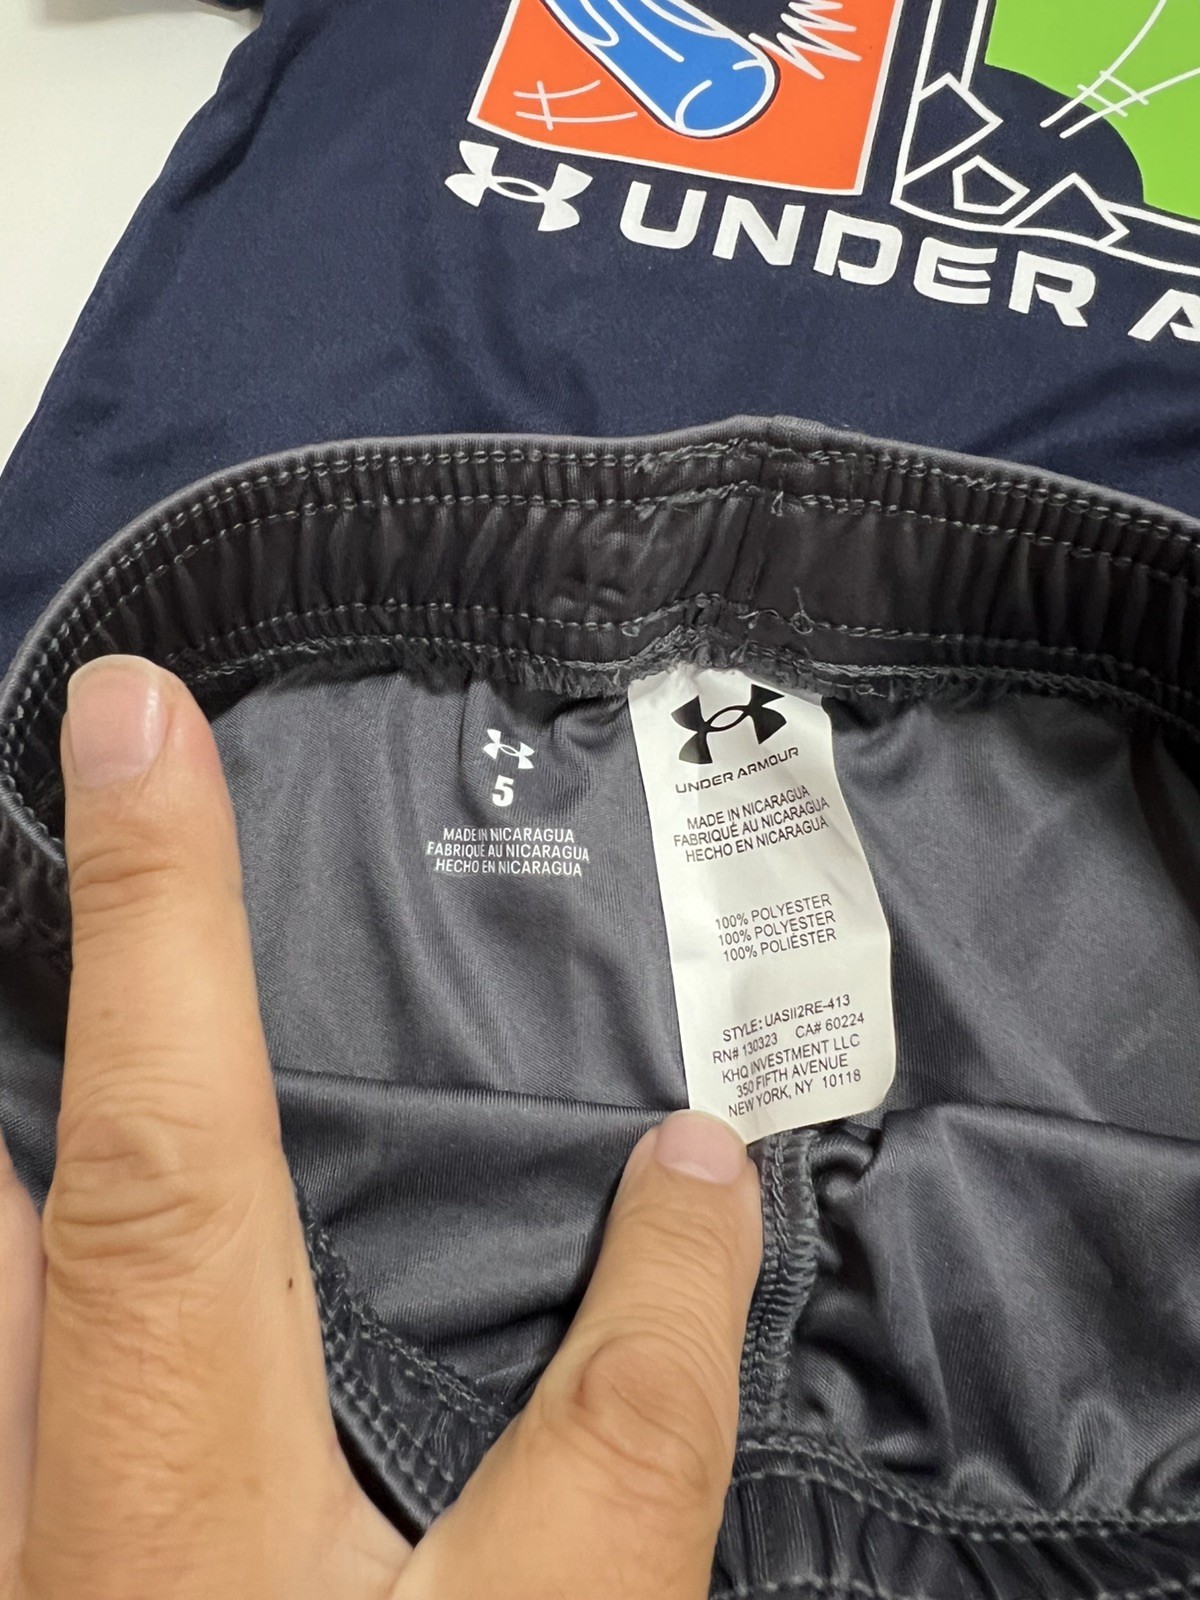 UNDER A
5
MADE IN NICARAGUA
FABRIQUÉ AU NICARAGUA
HECHO EN NICARAGUA
UNDER ARMOUR
MADE IN NICARAGUA
FABRIQUÉ AU NICARAGUA
HECHO EN NICARAGUA
100% POLYESTER
100% POLYESTER
100% POLIÉSTER
STYLE: UASII2RE-413
RN# 130323 CA# 60224
KHQ INVESTMENT LLC
350 FIFTH AVENUE
NEW YORK, NY 10118